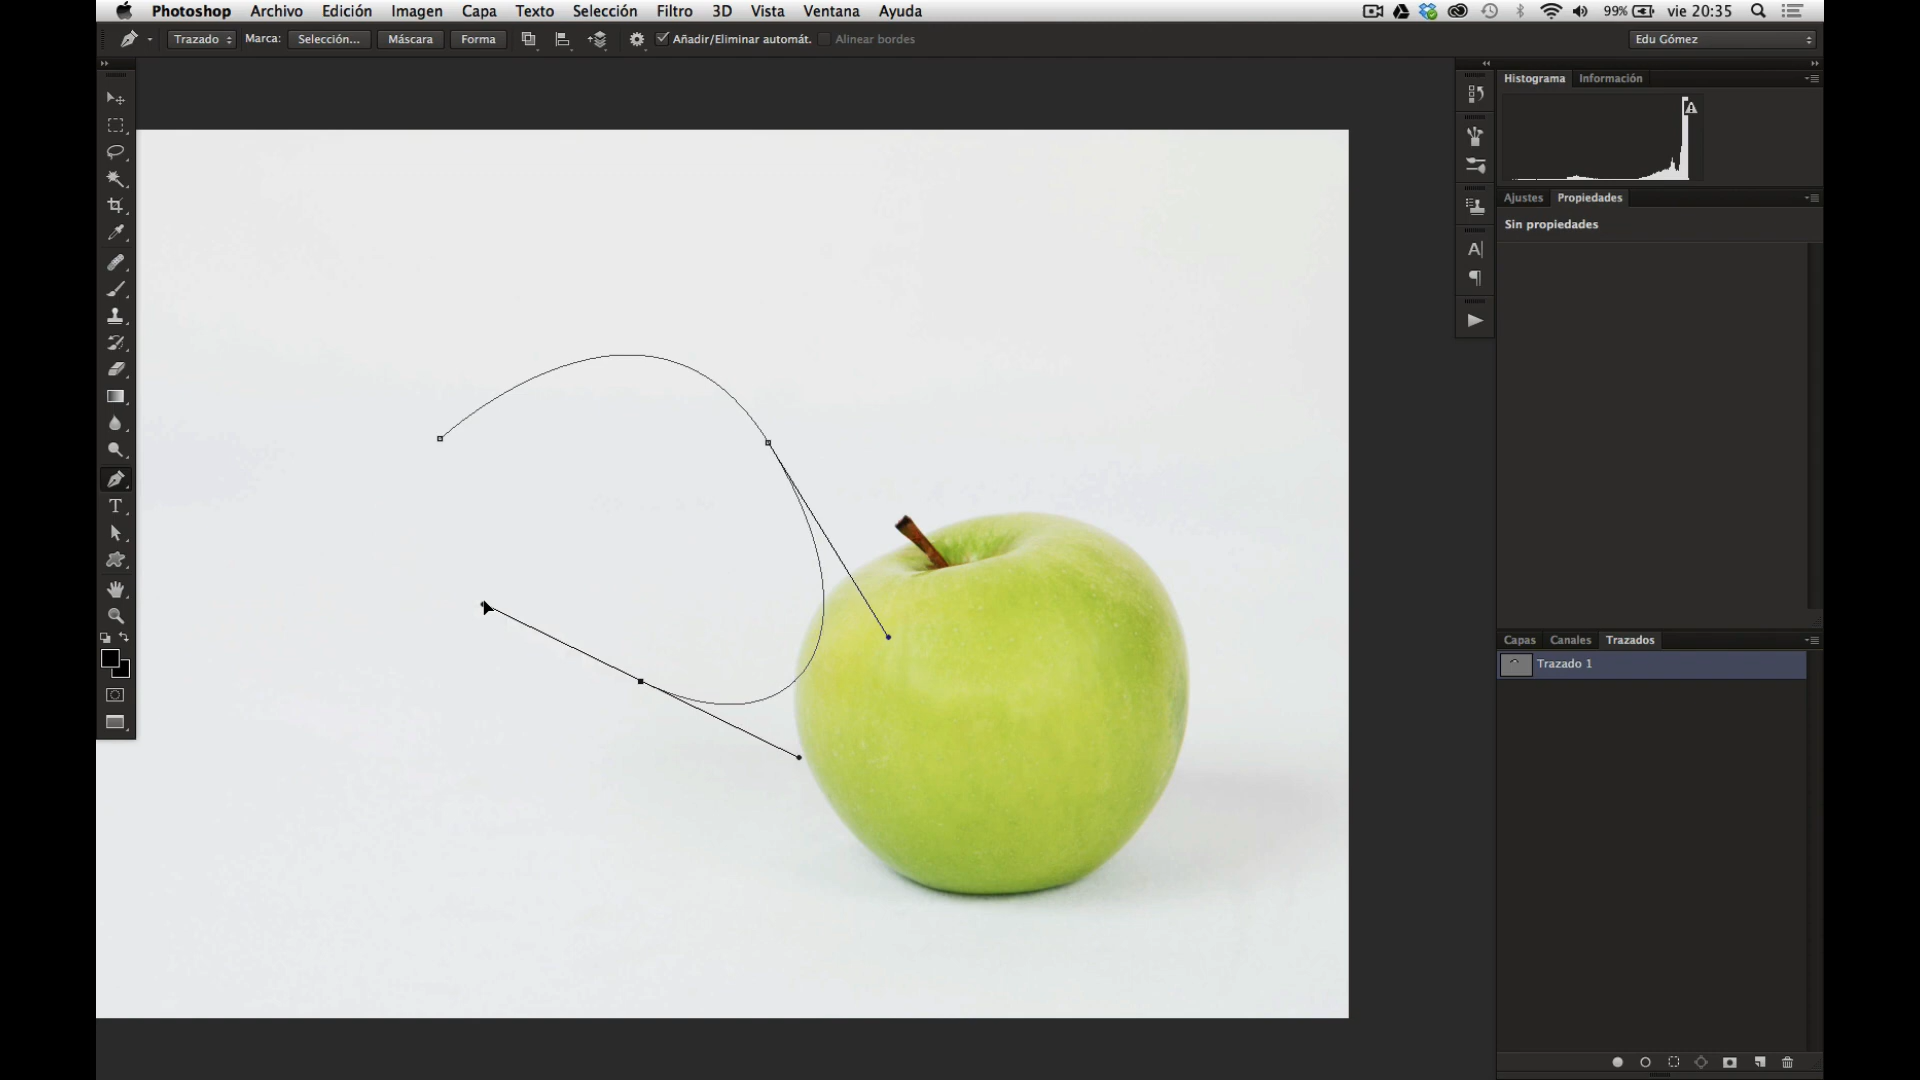 Photoshop Archivo Edición Imagen Capa Texto Selección Filtro 3D Vista Ventana Ayuda 99% vie 20:35
Trazado Marca: Selección... Máscara Forma Añadir/Eliminar automát. Alinear bordes Edu Gómez
Histograma Información
Ajustes Propiedades
Sin propiedades
Capas Canales Trazados
Trazado 1